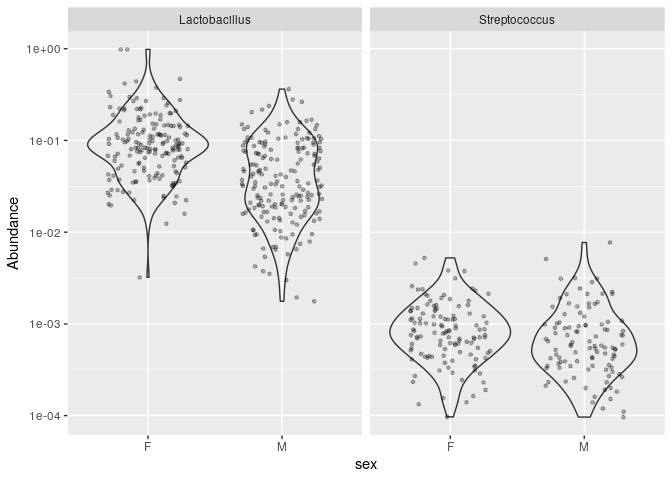 Lactobacillus
Streptococcus
1e+00
1e-01
1e-02
1e-03
1e-04
Abundance
F
M
F
M
sex